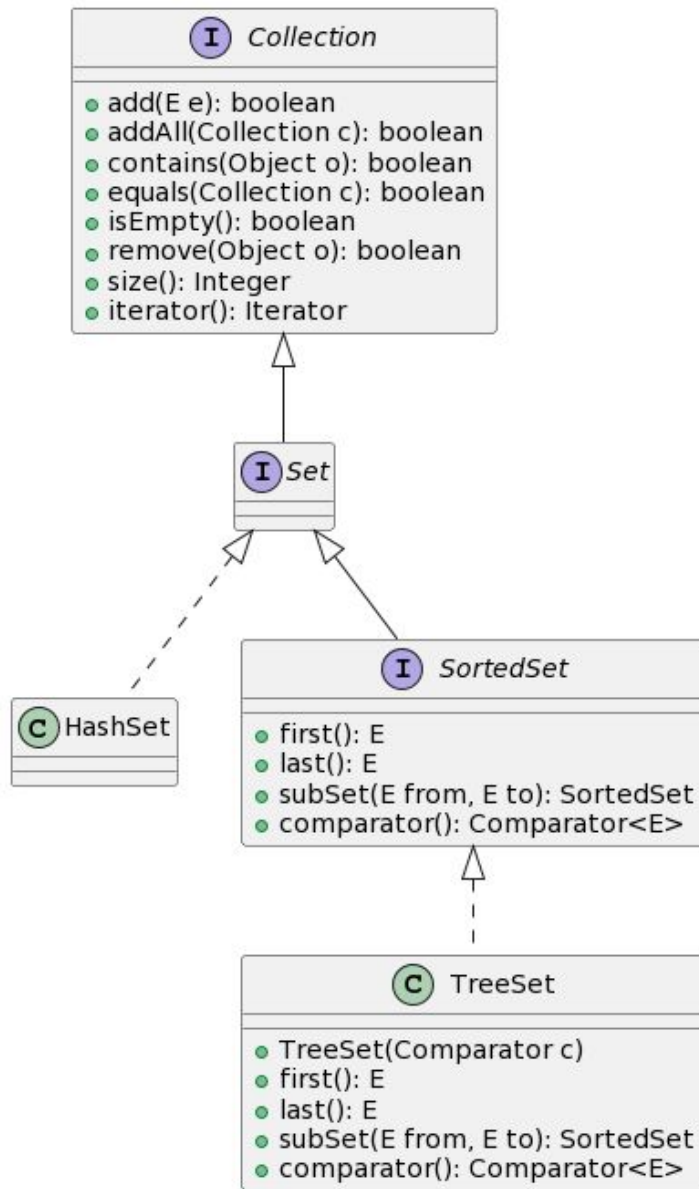 I Collection
add(E e): boolean
addAll(Collection c): boolean
contains(Object o): boolean
equals(Collection c): boolean
isEmpty(): boolean
remove(Object o): boolean
size(): Integer
iterator(): Iterator
I Set
C HashSet
I SortedSet
first(): E
last(): E
subSet(E from, E to): SortedSet
comparator(): Comparator<E>
C TreeSet
TreeSet(Comparator c)
first(): E
last(): E
subSet(E from, E to): SortedSet
comparator(): Comparator<E>